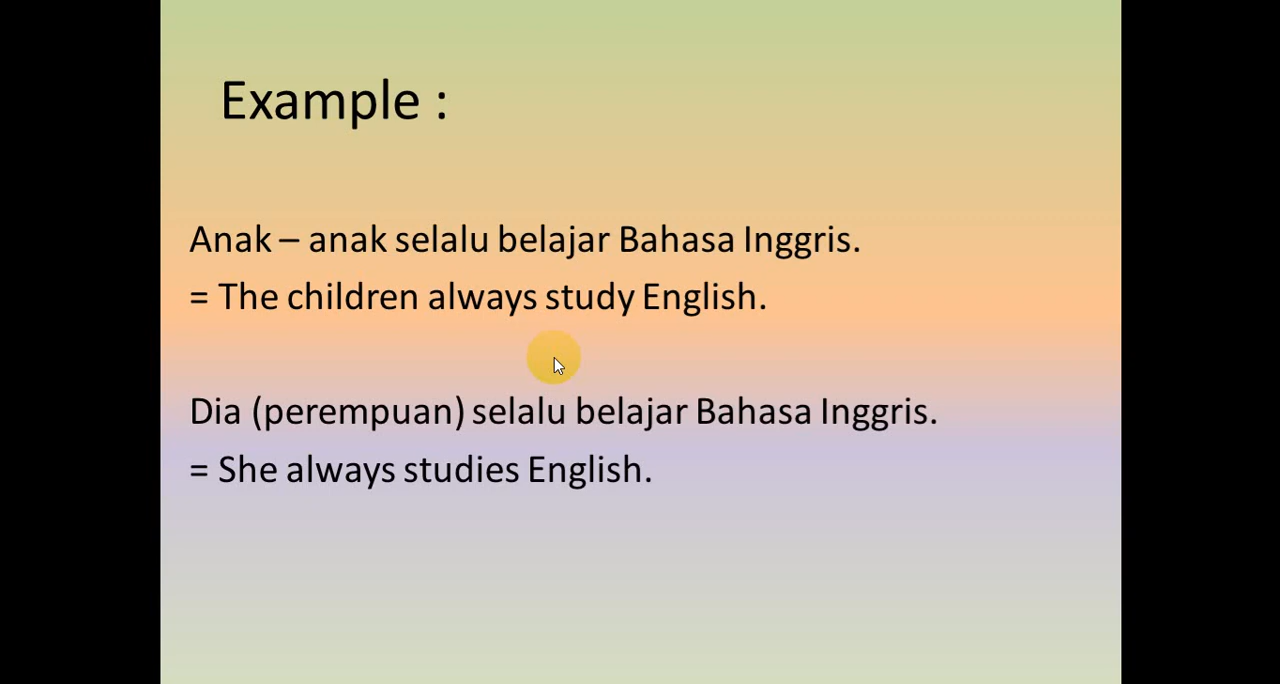 Example :
Anak – anak selalu belajar Bahasa Inggris.
= The children always study English.
Dia (perempuan) selalu belajar Bahasa Inggris.
= She always studies English.